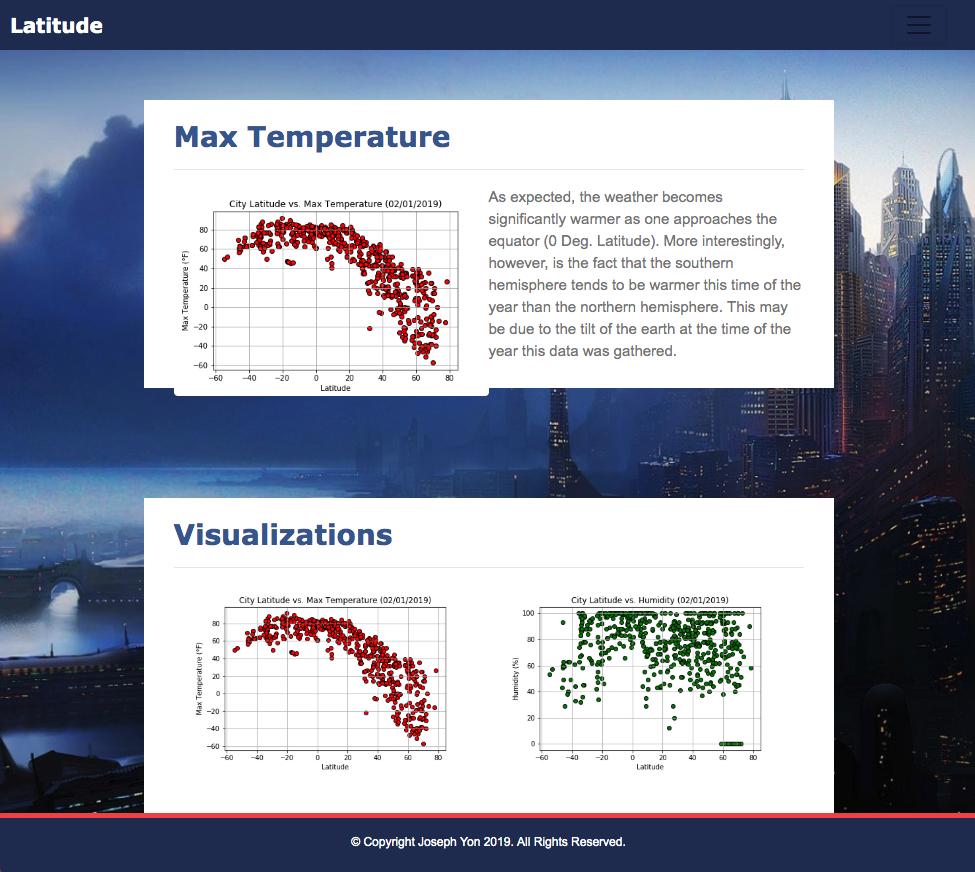 Latitude
Max Temperature
City Latitude vs. Max Temperature (02/01/2019)
80
60
40
20
0
−20
−40
−60
Max Temperature (°F)
−60 −40 −20 0 20 40 60 80
Latitude
As expected, the weather becomes
significantly warmer as one approaches the
equator (0 Deg. Latitude). More interestingly,
however, is the fact that the southern
hemisphere tends to be warmer this time of the
year than the northern hemisphere. This may
be due to the tilt of the earth at the time of the
year this data was gathered.
Visualizations
City Latitude vs. Max Temperature (02/01/2019)
80
60
40
20
0
−20
−40
−60
Max Temperature (°F)
−60 −40 −20 0 20 40 60 80
Latitude
City Latitude vs. Humidity (02/01/2019)
100
80
60
40
20
0
Humidity (%)
−60 −40 −20 0 20 40 60 80
Latitude
© Copyright Joseph Yon 2019. All Rights Reserved.